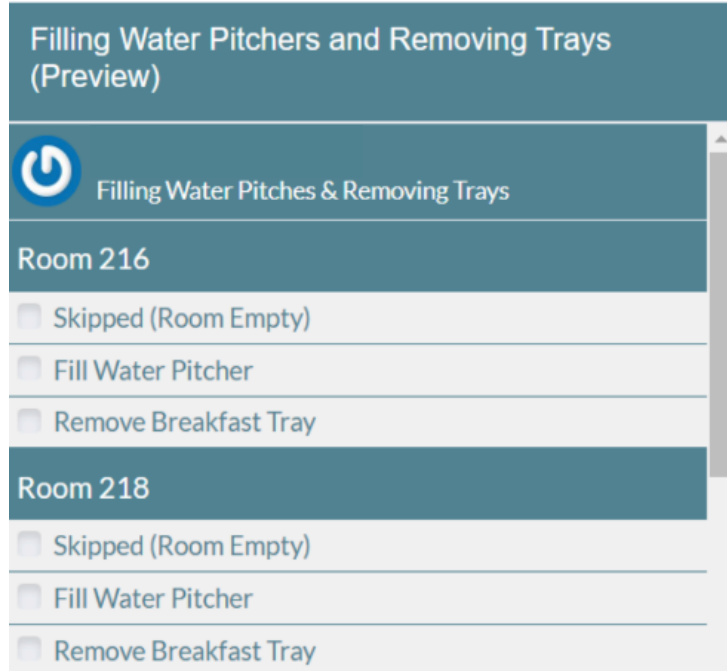 Filling Water Pitchers and Removing Trays
(Preview)
Filling Water Pitches & Removing Trays
Room 216
Skipped (Room Empty)
Fill Water Pitcher
Remove Breakfast Tray
Room 218
Skipped (Room Empty)
Fill Water Pitcher
Remove Breakfast Tray